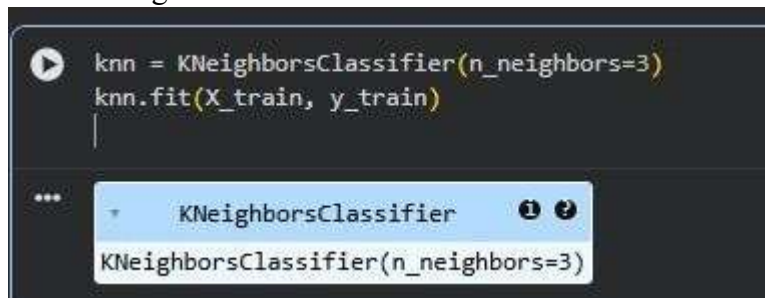 knn = KNeighborsClassifier(n_neighbors=3)
knn.fit(X_train, y_train)
KNeighborsClassifier
KNeighborsClassifier(n_neighbors=3)